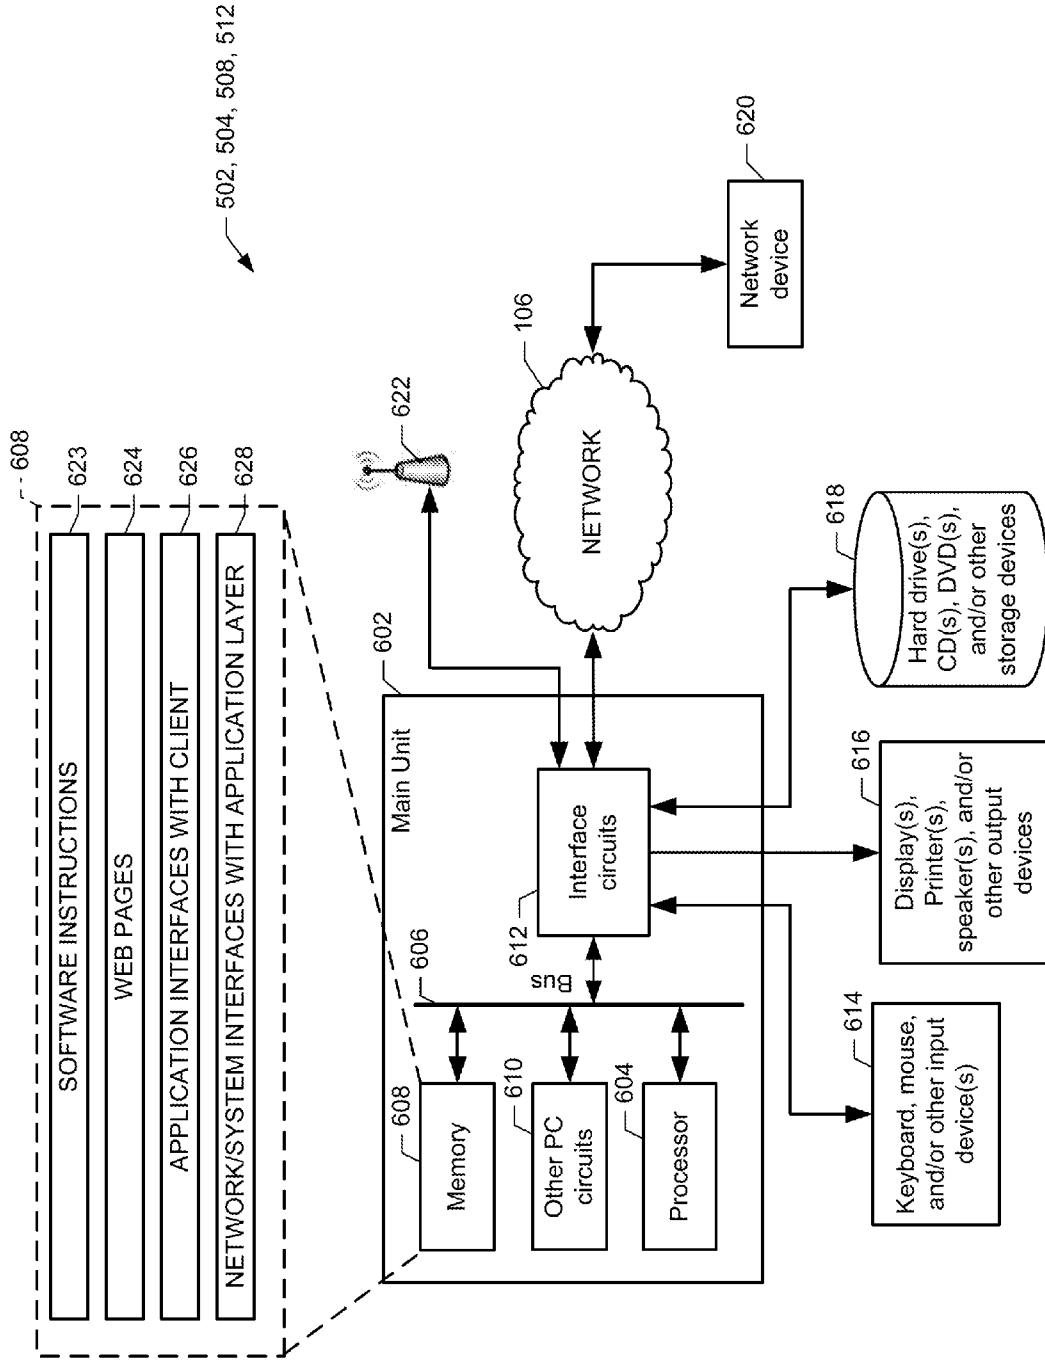 502, 504, 508, 512
608
SOFTWARE INSTRUCTIONS
623
WEB PAGES
624
APPLICATION INTERFACES WITH CLIENT
626
NETWORK/SYSTEM INTERFACES WITH APPLICATION LAYER
628
622
602
Main Unit
608
Memory
610
Other PC
circuits
604
Processor
606
Bus
612
Interface
circuits
106
NETWORK
620
Network
device
614
Keyboard, mouse,
and/or other input
device(s)
616
Display(s),
Printer(s),
speaker(s), and/or
other output
devices
618
Hard drive(s),
CD(s), DVD(s),
and/or other
storage devices